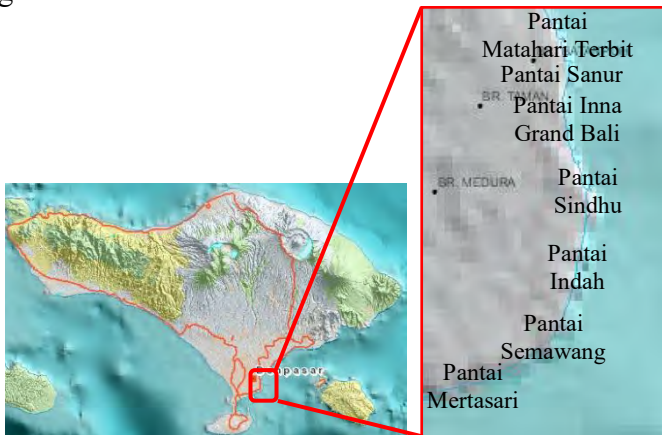 g
Pantai
Matahari Terbit
Pantai Sanur
BR. TAMAN
Pantai Inna
Grand Bali
BR. MEDURA
Pantai
Sindhu
Pantai
Indah
Pantai
Semawang
Denpasar
Pantai
Mertasari